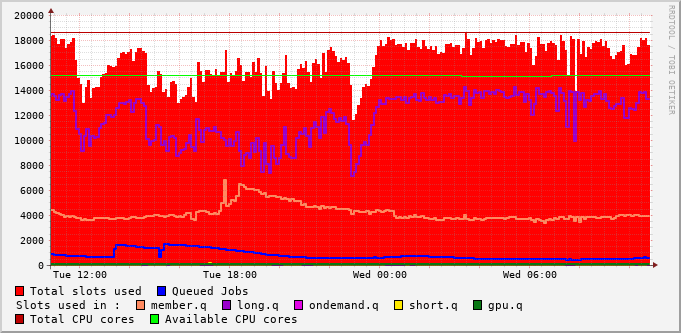 20000
18000
16000
14000
12000
10000
8000
6000
4000
2000
0
Tue 12:00 Tue 18:00 Wed 00:00 Wed 06:00
RRDTOOL / TOBI OETIKER
Total slots used Queued Jobs
Slots used in : member.q long.q ondemand.q short.q gpu.q
Total CPU cores Available CPU cores